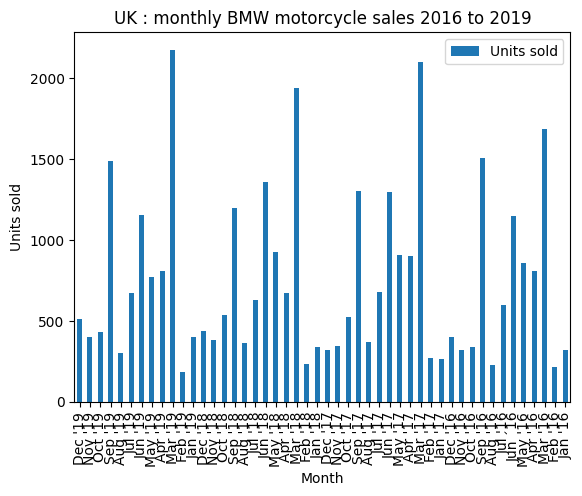 UK : monthly BMW motorcycle sales 2016 to 2019
Units sold
Units sold
2000
1500
1000
500
0
Dec '19
Nov '19
Oct '19
Sep '19
Aug '19
Jul '19
Jun '19
May '19
Apr '19
Mar '19
Feb '19
Jan '19
Dec '18
Nov '18
Oct '18
Sep '18
Aug '18
Jul '18
Jun '18
May '18
Apr '18
Mar '18
Feb '18
Jan '18
Dec '17
Nov '17
Oct '17
Sep '17
Aug '17
Jul '17
Jun '17
May '17
Apr '17
Mar '17
Feb '17
Jan '17
Dec '16
Nov '16
Oct '16
Sep '16
Aug '16
Jul '16
Jun '16
May '16
Apr '16
Mar '16
Feb '16
Jan '16
Month